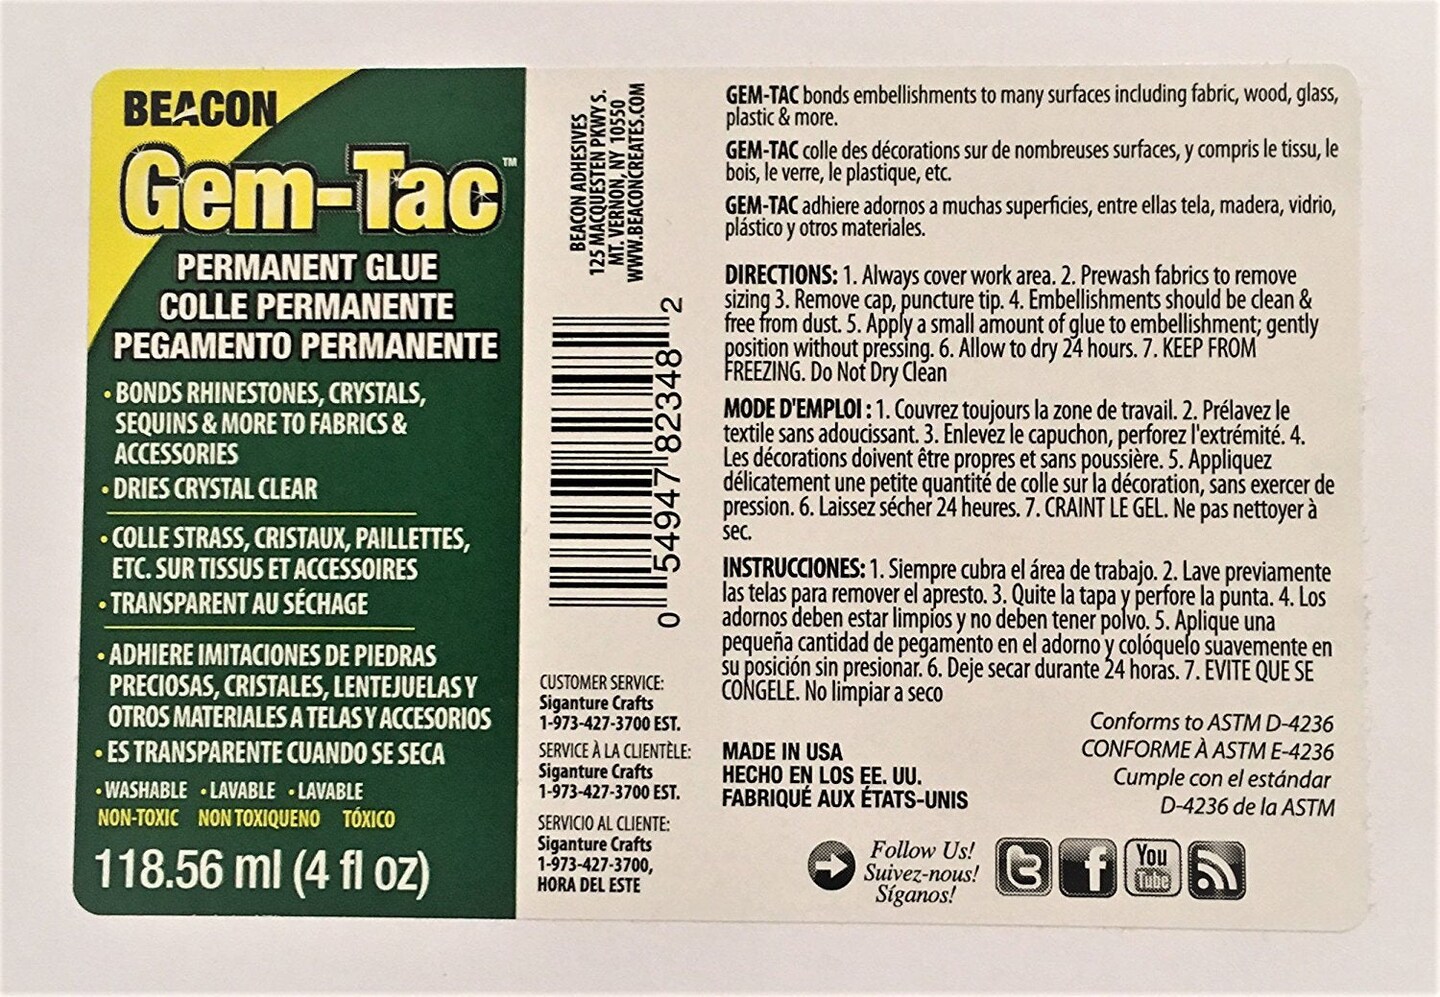 BEACON
Gem-Tac™
PERMANENT GLUE
COLLE PERMANENTE
PEGAMENTO PERMANENTE
• BONDS RHINESTONES, CRYSTALS,
SEQUINS & MORE TO FABRICS &
ACCESSORIES
• DRIES CRYSTAL CLEAR
• COLLE STRASS, CRISTAUX, PAILLETTES,
ETC. SUR TISSUS ET ACCESSOIRES
• TRANSPARENT AU SÉCHAGE
• ADHIERE IMITACIONES DE PIEDRAS
PRECIOSAS, CRISTALES, LENTEJUELAS Y
OTROS MATERIALES A TELAS Y ACCESORIOS
• ES TRANSPARENTE CUANDO SE SECA
• WASHABLE • LAVABLE • LAVABLE
NON-TOXIC NON TOXIQUENO TÓXICO
118.56 ml (4 fl oz)
BEACON ADHESIVES
125 MACQUESTEN PKWY S.
MT. VERNON, NY 10550
WWW.BEACONCREATES.COM
0 54947 82348 2
CUSTOMER SERVICE:
Siganture Crafts
1-973-427-3700 EST.
SERVICE À LA CLIENTÈLE:
Siganture Crafts
1-973-427-3700 EST.
SERVICIO AL CLIENTE:
Siganture Crafts
1-973-427-3700,
HORA DEL ESTE
GEM-TAC bonds embellishments to many surfaces including fabric, wood, glass,
plastic & more.
GEM-TAC colle des décorations sur de nombreuses surfaces, y compris le tissu, le
bois, le verre, le plastique, etc.
GEM-TAC adhiere adornos a muchas superficies, entre ellas tela, madera, vidrio,
plástico y otros materiales.
DIRECTIONS: 1. Always cover work area. 2. Prewash fabrics to remove
sizing 3. Remove cap, puncture tip. 4. Embellishments should be clean &
free from dust. 5. Apply a small amount of glue to embellishment; gently
position without pressing. 6. Allow to dry 24 hours. 7. KEEP FROM
FREEZING. Do Not Dry Clean
MODE D'EMPLOI : 1. Couvrez toujours la zone de travail. 2. Prélavez le
textile sans adoucissant. 3. Enlevez le capuchon, perforez l'extrémité. 4.
Les décorations doivent être propres et sans poussière. 5. Appliquez
délicatement une petite quantité de colle sur la décoration, sans exercer de
pression. 6. Laissez sécher 24 heures. 7. CRAINT LE GEL. Ne pas nettoyer à
sec.
INSTRUCCIONES: 1. Siempre cubra el área de trabajo. 2. Lave previamente
las telas para remover el apresto. 3. Quite la tapa y perfore la punta. 4. Los
adornos deben estar limpios y no deben tener polvo. 5. Aplique una
pequeña cantidad de pegamento en el adorno y colóquelo suavemente en
su posición sin presionar. 6. Deje secar durante 24 horas. 7. EVITE QUE SE
CONGELE. No limpiar a seco
MADE IN USA
HECHO EN LOS EE. UU.
FABRIQUÉ AUX ÉTATS-UNIS
Conforms to ASTM D-4236
CONFORME À ASTM E-4236
Cumple con el estándar
D-4236 de la ASTM
Follow Us!
Suivez-nous!
Síganos!
t
f
You
Tube